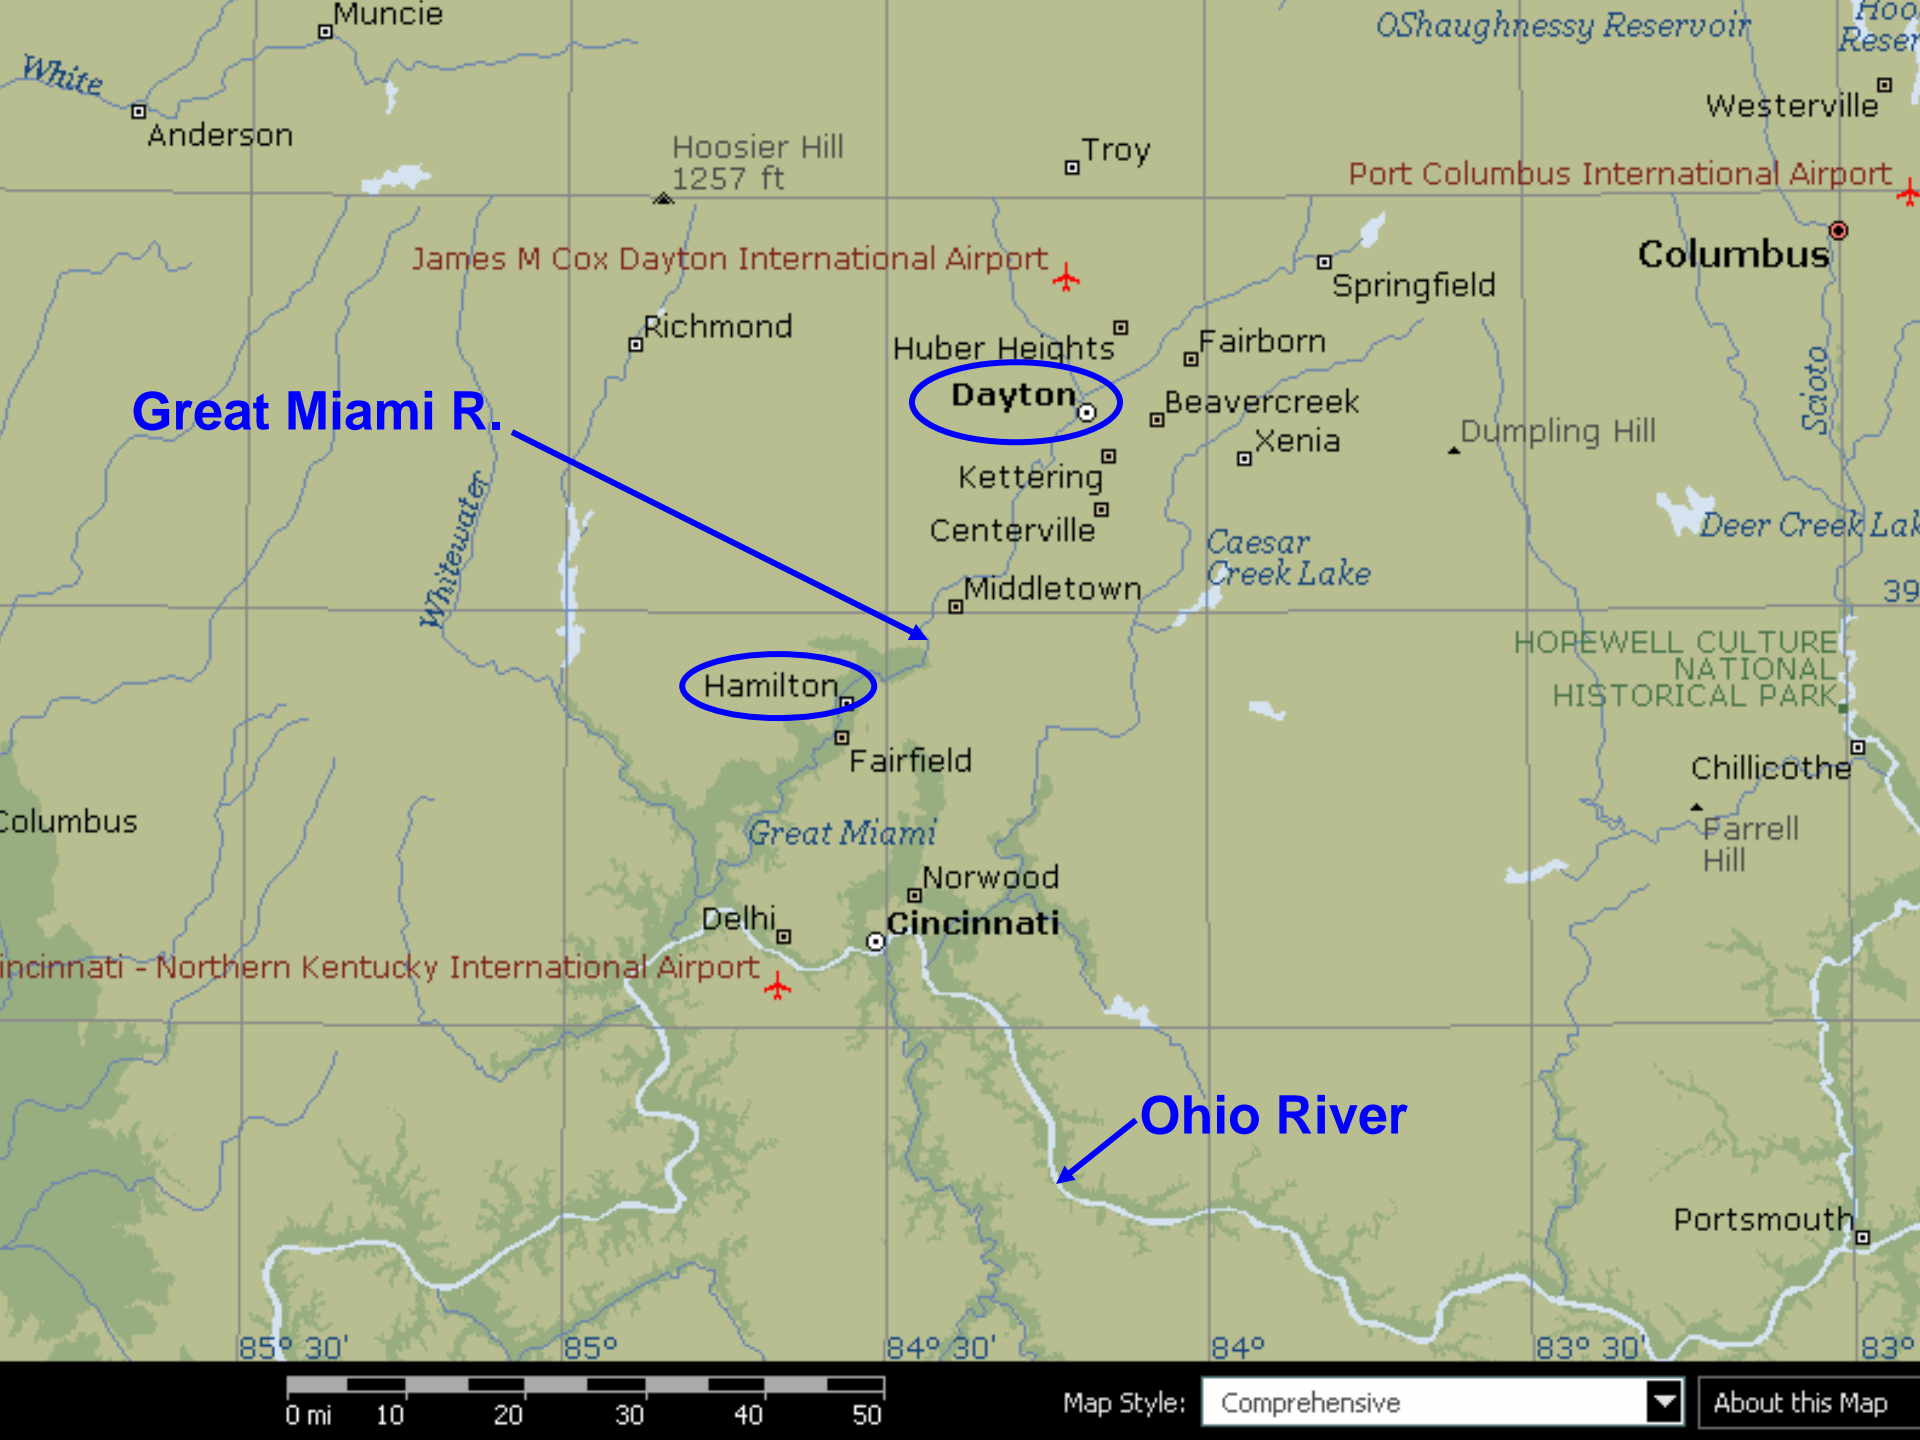 Muncie
OShaughnessy Reservoir
Hoo
Reser
White
Westerville
Anderson
Hoosier Hill
1257 ft
Troy
Port Columbus International Airport
James M Cox Dayton International Airport
Columbus
Springfield
Richmond
Huber Heights
Fairborn
Great Miami R.
Dayton
Beavercreek
Scioto
Xenia
Dumpling Hill
Kettering
Whitewater
Centerville
Caesar
Creek Lake
Deer Creek Lak
Middletown
39
HOPEWELL CULTURE
NATIONAL
HISTORICAL PARK
Hamilton
Fairfield
Chillicothe
Columbus
Great Miami
Farrell
Hill
Norwood
Delhi
Cincinnati
incinnati - Northern Kentucky International Airport
Ohio River
Portsmouth
85° 30'
85°
84° 30'
84°
83° 30'
83°
0 mi 10 20 30 40 50
Map Style: Comprehensive
About this Map